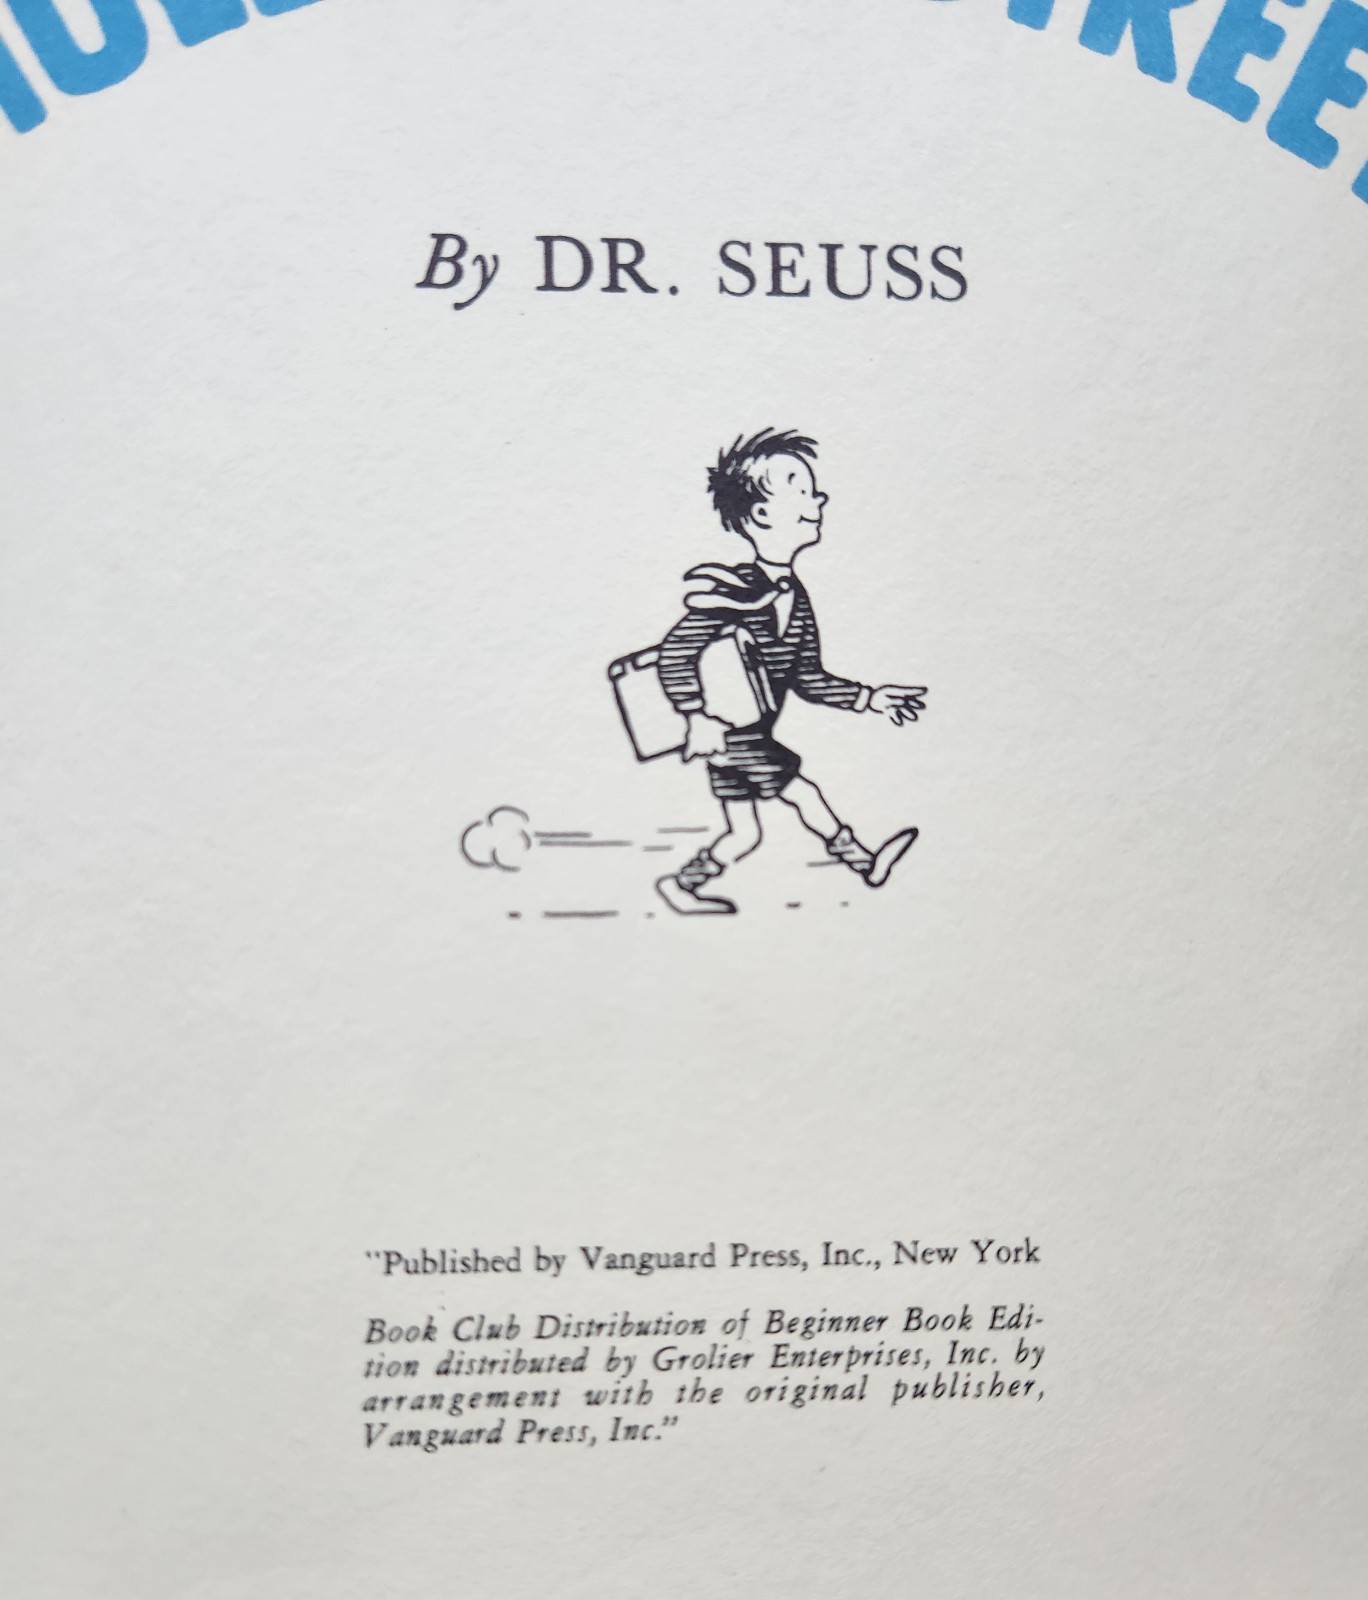 STREET
By DR. SEUSS
"Published by Vanguard Press, Inc., New York
Book Club Distribution of Beginner Book Edi-
tion distributed by Grolier Enterprises, Inc. by
arrangement with the original publisher,
Vanguard Press, Inc."